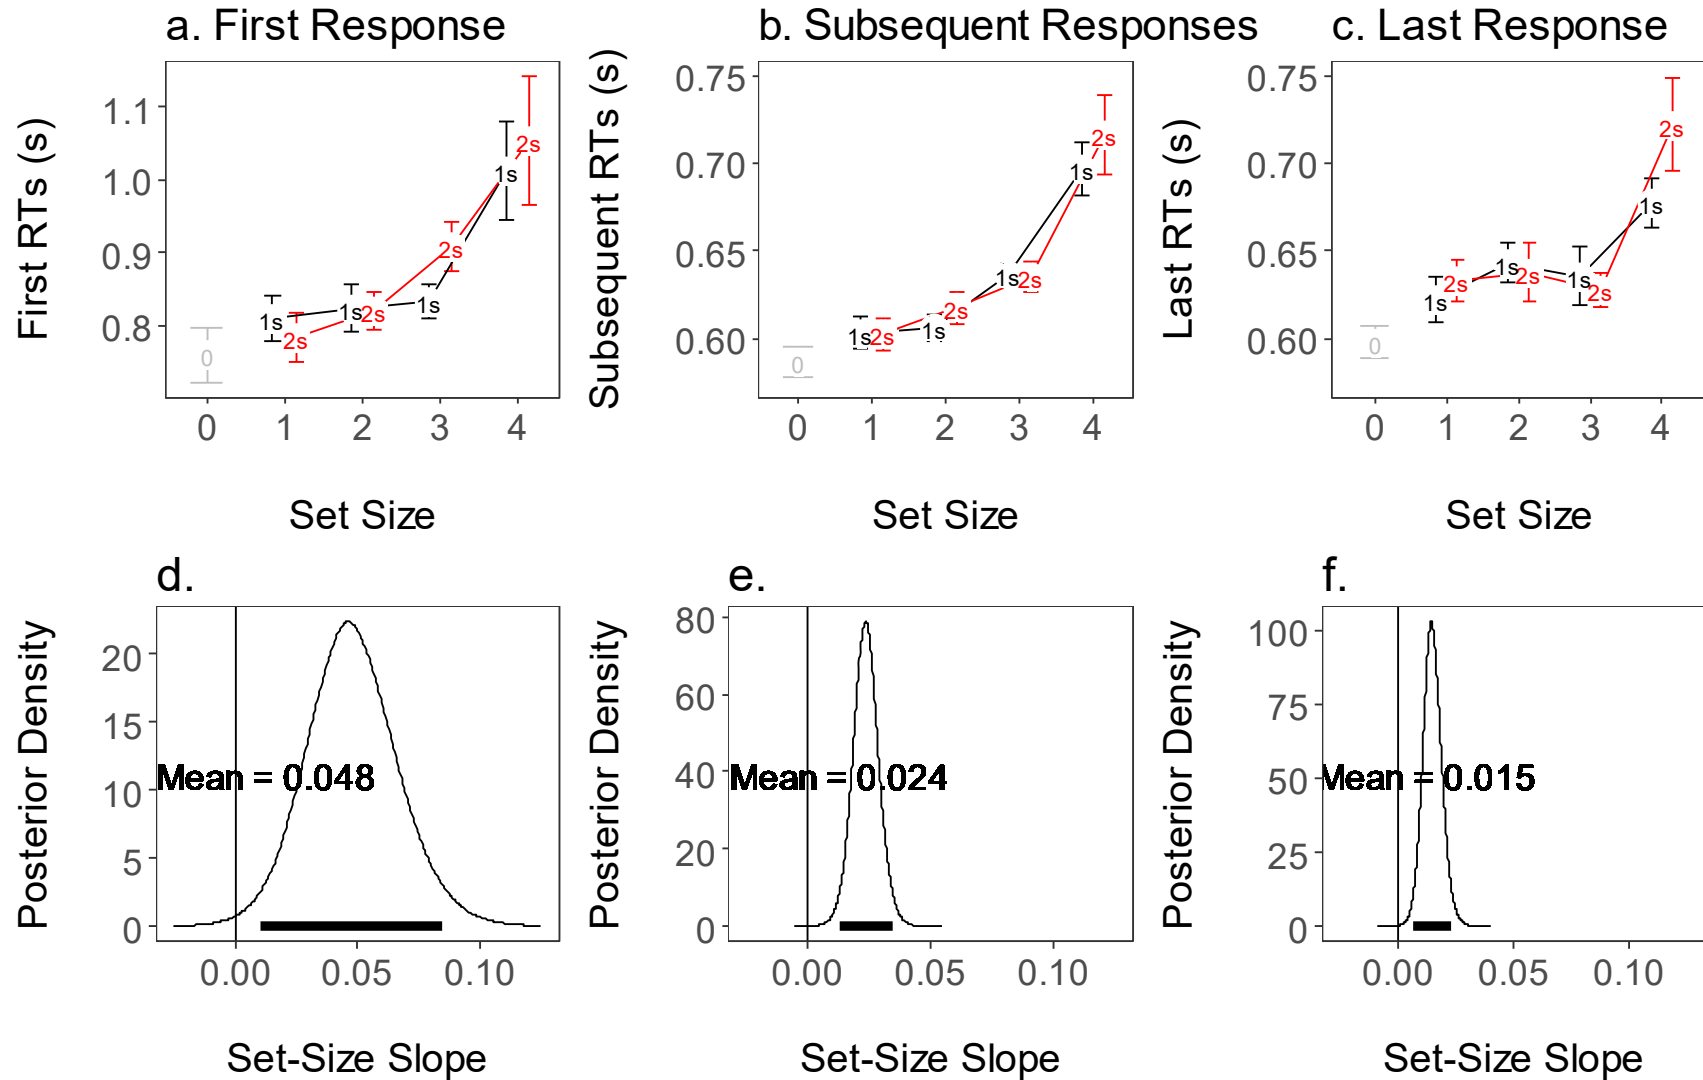 a. First Response
b. Subsequent Responses
c. Last Response
First RTs (s)
1.1
1.0
0.9
0.8
0
1s
2s
1s
2s
1s
2s
1s
2s
0 1 2 3 4
Set Size
Subsequent RTs (s)
0.75
0.70
0.65
0.60
0
1s
2s
1s
2s
1s
2s
1s
2s
0 1 2 3 4
Set Size
Last RTs (s)
0.75
0.70
0.65
0.60
0
1s
2s
1s
2s
1s
2s
1s
2s
0 1 2 3 4
Set Size
d.
Posterior Density
20
15
10
5
0
Mean = 0.048
0.00 0.05 0.10
Set-Size Slope
e.
Posterior Density
80
60
40
20
0
Mean = 0.024
0.00 0.05 0.10
Set-Size Slope
f.
Posterior Density
100
75
50
25
0
Mean = 0.015
0.00 0.05 0.10
Set-Size Slope